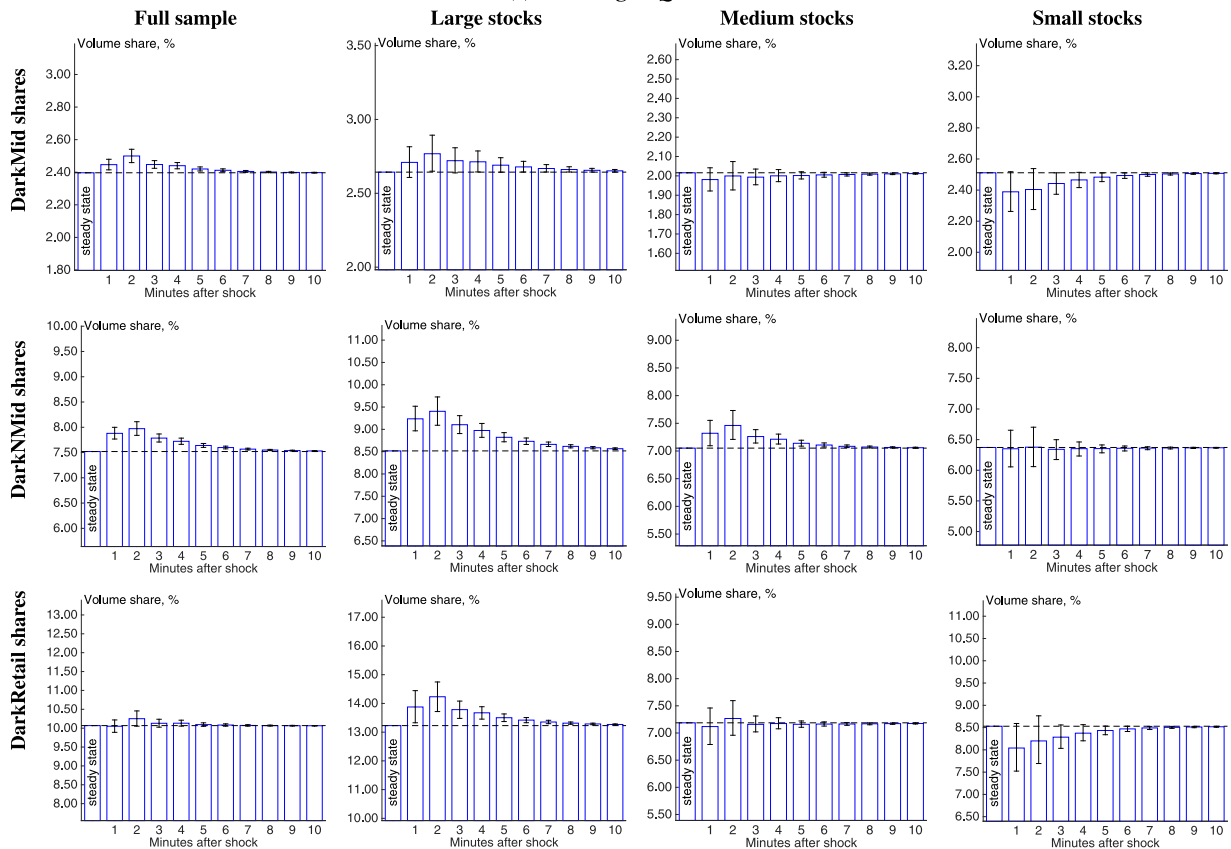 Full sample
Large stocks
Medium stocks
Small stocks
DarkMid shares
Volume share, %
3.00
2.80
2.60
2.40
2.20
2.00
1.80
steady state
1 2 3 4 5 6 7 8 9 10
Minutes after shock
Volume share, %
3.50
3.00
2.50
2.00
steady state
1 2 3 4 5 6 7 8 9 10
Minutes after shock
Volume share, %
2.60
2.50
2.40
2.30
2.20
2.10
2.00
1.90
1.80
1.70
1.60
steady state
1 2 3 4 5 6 7 8 9 10
Minutes after shock
Volume share, %
3.20
3.00
2.80
2.60
2.40
2.20
2.00
steady state
1 2 3 4 5 6 7 8 9 10
Minutes after shock
DarkNMid shares
Volume share, %
10.00
9.50
9.00
8.50
8.00
7.50
7.00
6.50
6.00
steady state
1 2 3 4 5 6 7 8 9 10
Minutes after shock
Volume share, %
11.00
10.50
10.00
9.50
9.00
8.50
8.00
7.50
7.00
6.50
steady state
1 2 3 4 5 6 7 8 9 10
Minutes after shock
Volume share, %
9.00
8.50
8.00
7.50
7.00
6.50
6.00
5.50
steady state
1 2 3 4 5 6 7 8 9 10
Minutes after shock
Volume share, %
8.00
7.50
7.00
6.50
6.00
5.50
5.00
steady state
1 2 3 4 5 6 7 8 9 10
Minutes after shock
DarkRetail shares
Volume share, %
13.00
12.50
12.00
11.50
11.00
10.50
10.00
9.50
9.00
8.50
8.00
steady state
1 2 3 4 5 6 7 8 9 10
Minutes after shock
Volume share, %
17.00
16.00
15.00
14.00
13.00
12.00
11.00
10.00
steady state
1 2 3 4 5 6 7 8 9 10
Minutes after shock
Volume share, %
9.50
9.00
8.50
8.00
7.50
7.00
6.50
6.00
5.50
steady state
1 2 3 4 5 6 7 8 9 10
Minutes after shock
Volume share, %
11.00
10.50
10.00
9.50
9.00
8.50
8.00
7.50
7.00
6.50
steady state
1 2 3 4 5 6 7 8 9 10
Minutes after shock